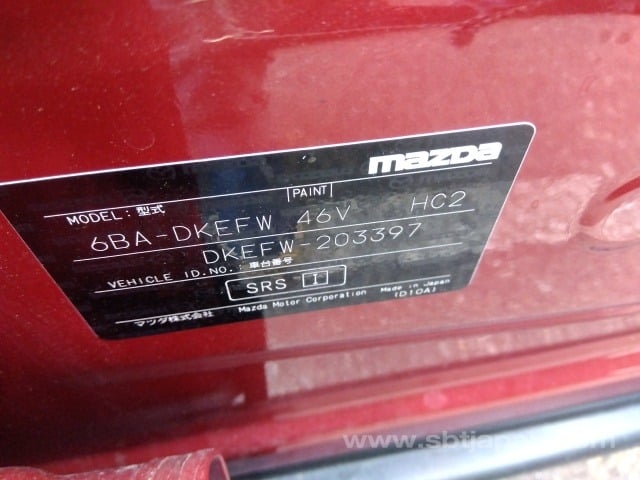 mazda
MODEL: 型式 PAINT
6BA-DKEFW 46V HC2
DKEFW-203397
VEHICLE ID.NO.: 車台番号
SRS I
マツダ株式会社 Mazda Motor Corporation Made in Japan
(D10A)
www.sbtjapan.com